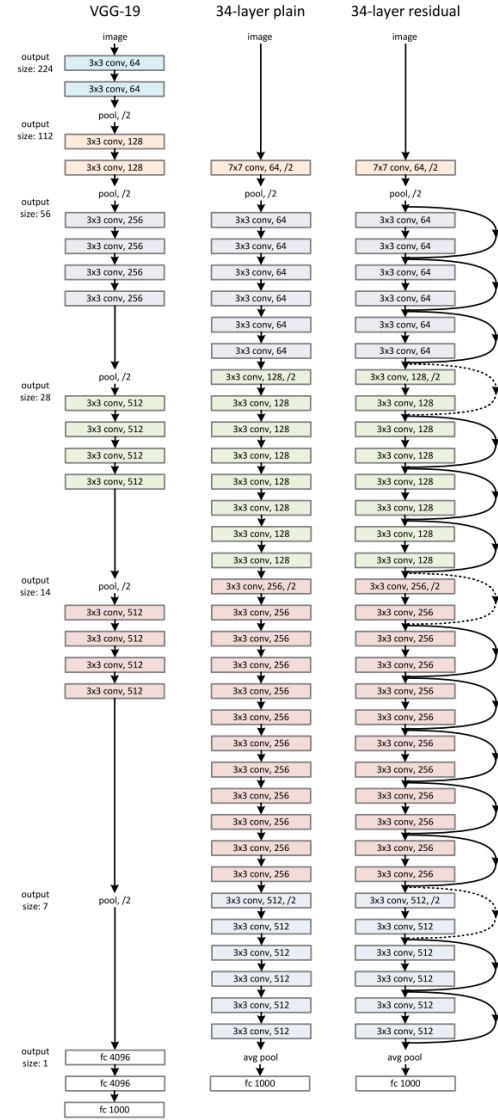 VGG-19
image
output
size: 224
3x3 conv, 64
3x3 conv, 64
pool, /2
output
size: 112
3x3 conv, 128
3x3 conv, 128
pool, /2
output
size: 56
3x3 conv, 256
3x3 conv, 256
3x3 conv, 256
3x3 conv, 256
pool, /2
output
size: 28
3x3 conv, 512
3x3 conv, 512
3x3 conv, 512
3x3 conv, 512
pool, /2
output
size: 14
3x3 conv, 512
3x3 conv, 512
3x3 conv, 512
3x3 conv, 512
output
size: 7
pool, /2
output
size: 1
fc 4096
fc 4096
fc 1000
34-layer plain
image
7x7 conv, 64, /2
pool, /2
3x3 conv, 64
3x3 conv, 64
3x3 conv, 64
3x3 conv, 64
3x3 conv, 64
3x3 conv, 64
3x3 conv, 128, /2
3x3 conv, 128
3x3 conv, 128
3x3 conv, 128
3x3 conv, 128
3x3 conv, 128
3x3 conv, 128
3x3 conv, 128
3x3 conv, 256, /2
3x3 conv, 256
3x3 conv, 256
3x3 conv, 256
3x3 conv, 256
3x3 conv, 256
3x3 conv, 256
3x3 conv, 256
3x3 conv, 256
3x3 conv, 256
3x3 conv, 256
3x3 conv, 256
3x3 conv, 512, /2
3x3 conv, 512
3x3 conv, 512
3x3 conv, 512
3x3 conv, 512
3x3 conv, 512
avg pool
fc 1000
34-layer residual
image
7x7 conv, 64, /2
pool, /2
3x3 conv, 64
3x3 conv, 64
3x3 conv, 64
3x3 conv, 64
3x3 conv, 64
3x3 conv, 64
3x3 conv, 128, /2
3x3 conv, 128
3x3 conv, 128
3x3 conv, 128
3x3 conv, 128
3x3 conv, 128
3x3 conv, 128
3x3 conv, 128
3x3 conv, 256, /2
3x3 conv, 256
3x3 conv, 256
3x3 conv, 256
3x3 conv, 256
3x3 conv, 256
3x3 conv, 256
3x3 conv, 256
3x3 conv, 256
3x3 conv, 256
3x3 conv, 256
3x3 conv, 256
3x3 conv, 512, /2
3x3 conv, 512
3x3 conv, 512
3x3 conv, 512
3x3 conv, 512
3x3 conv, 512
avg pool
fc 1000